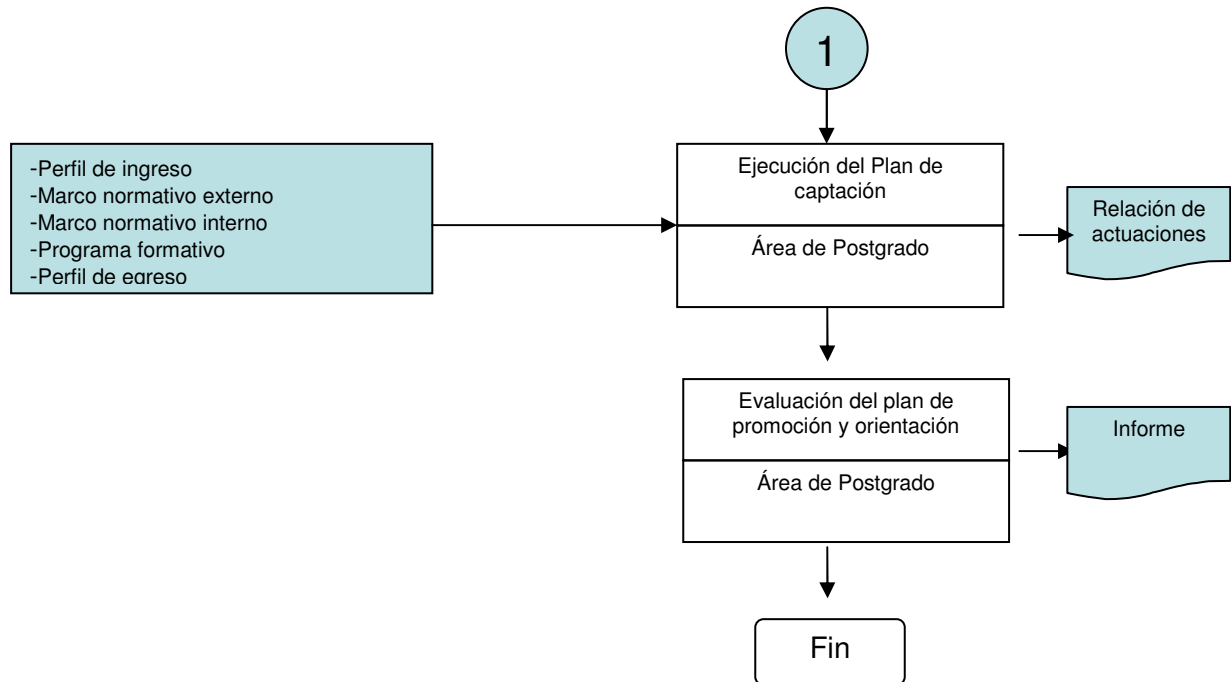 1
-Perfil de ingreso
-Marco normativo externo
-Marco normativo interno
-Programa formativo
-Perfil de egreso
Ejecución del Plan de
captación
Área de Postgrado
Relación de
actuaciones
Evaluación del plan de
promoción y orientación
Área de Postgrado
Informe
Fin